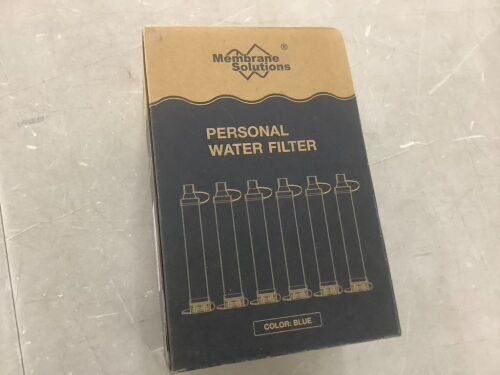 Membrane ®
Solutions
PERSONAL
WATER FILTER
COLOR: BLUE